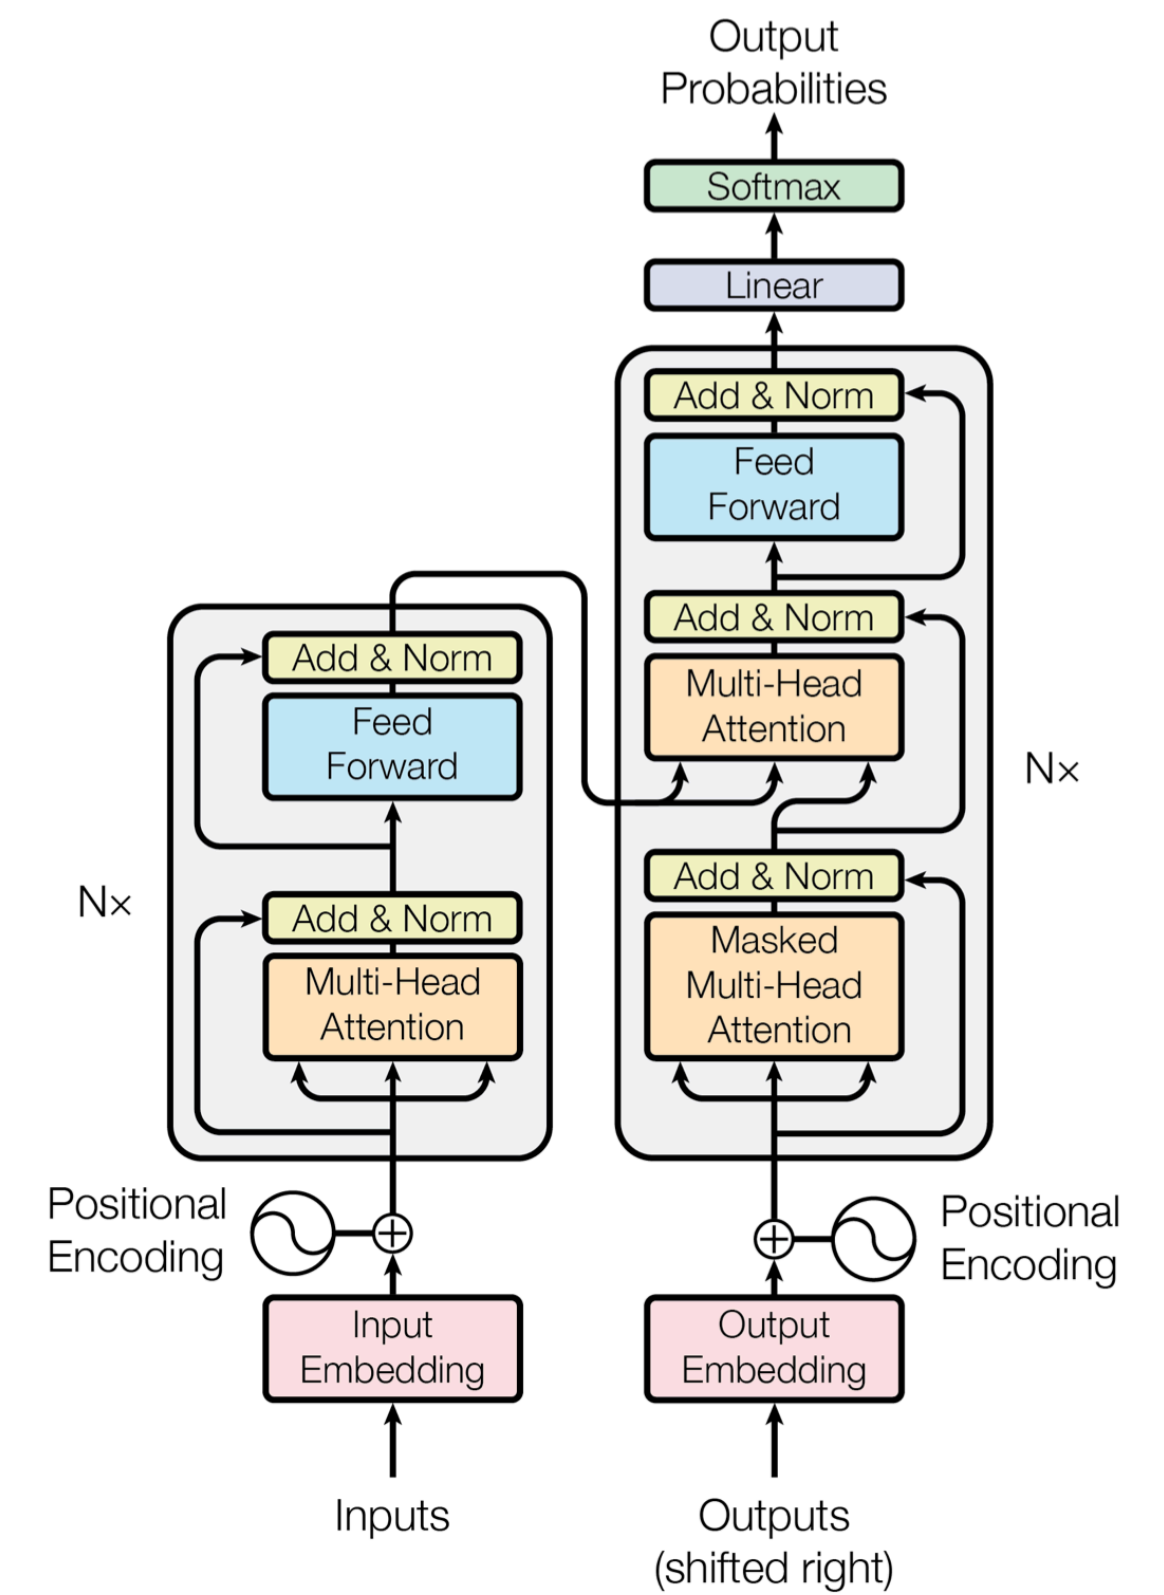 Output
Probabilities
Softmax
Linear
Add & Norm
Feed
Forward
Add & Norm
Multi-Head
Attention
Add & Norm
Masked
Multi-Head
Attention
N×
Add & Norm
Feed
Forward
Add & Norm
Multi-Head
Attention
N×
Positional
Encoding
Positional
Encoding
Input
Embedding
Output
Embedding
Inputs
Outputs
(shifted right)